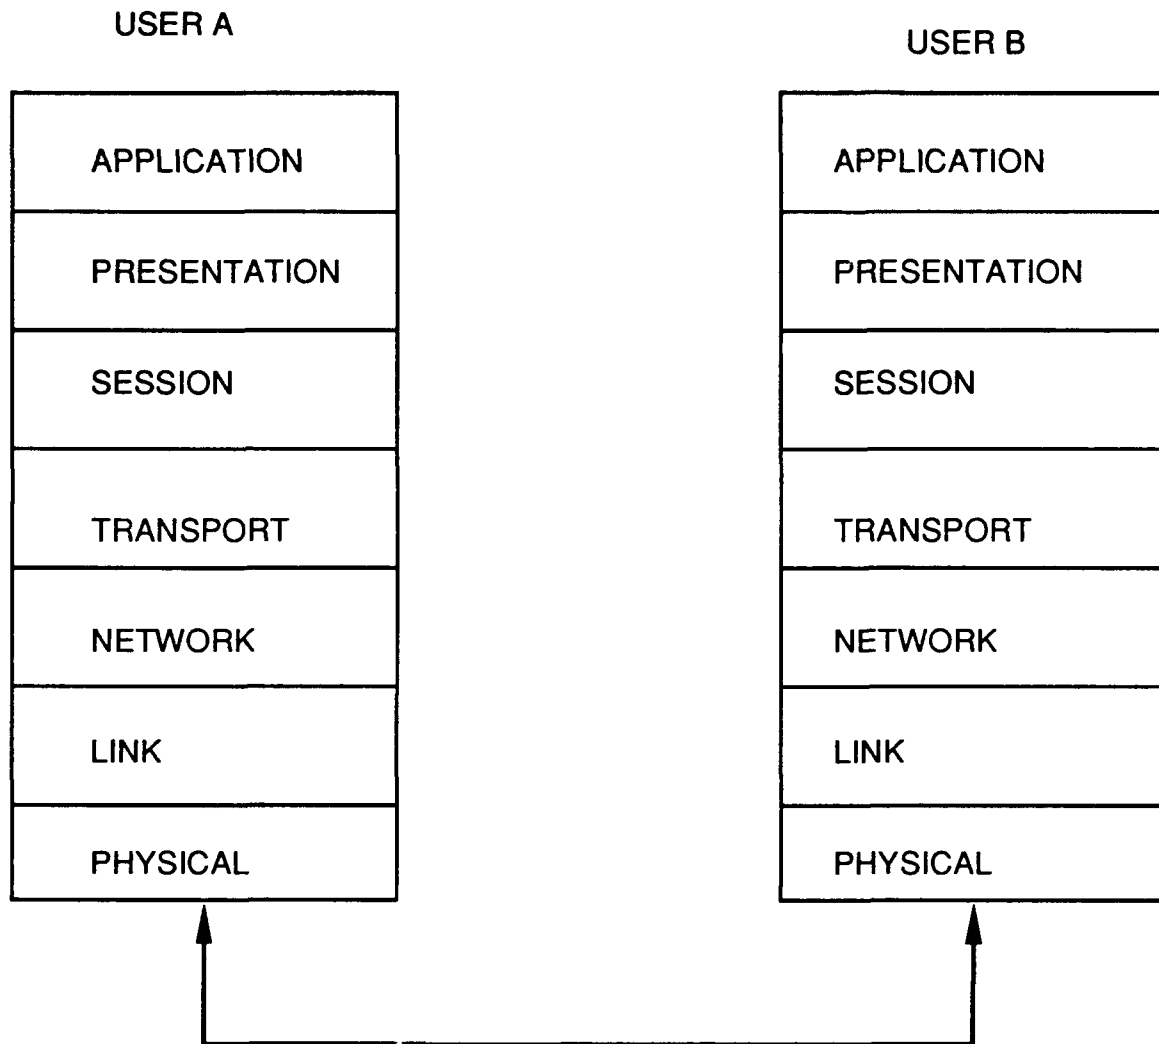 USER A
APPLICATION
PRESENTATION
SESSION
TRANSPORT
NETWORK
LINK
PHYSICAL
USER B
APPLICATION
PRESENTATION
SESSION
TRANSPORT
NETWORK
LINK
PHYSICAL